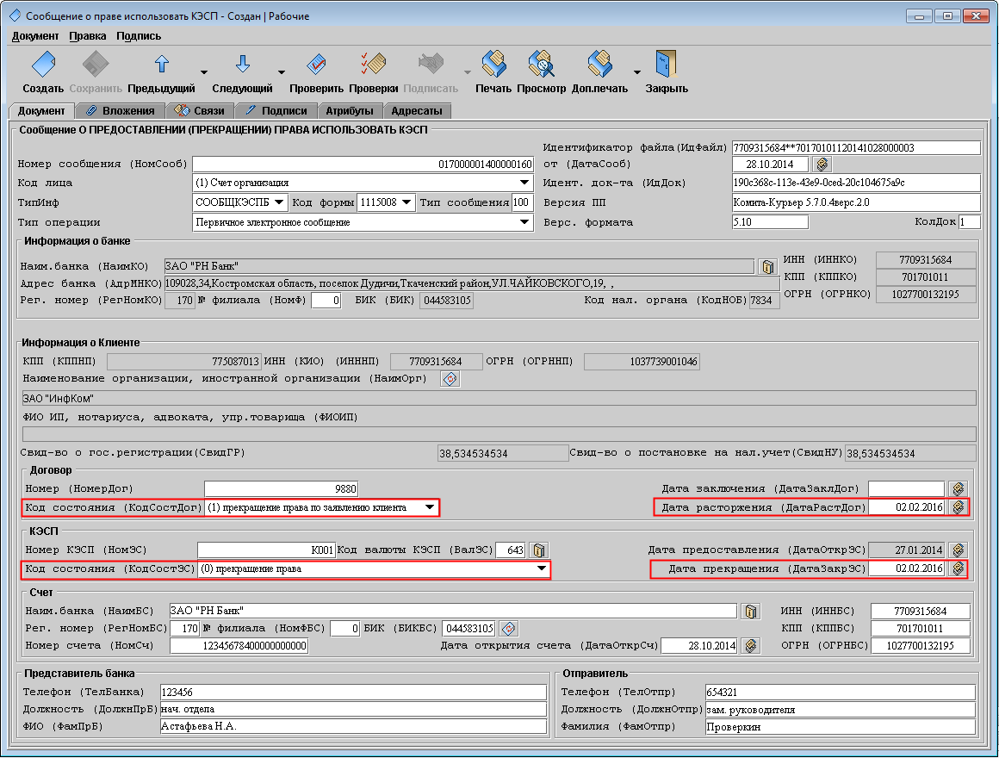 Сообщение о праве использовать КЭСП - Создан | Рабочие
Документ Правка Подпись
Создать Сохранить Предыдущий Следующий Проверить Проверки Подписать Печать Просмотр Доп.печать Закрыть
Документ Вложения Связи Подписи Атрибуты Адресаты
Сообщение О ПРЕДОСТАВЛЕНИИ (ПРЕКРАЩЕНИИ) ПРАВА ИСПОЛЬЗОВАТЬ КЭСП
Идентификатор файла(ИдФайл) 7709315684**70170101120141028000003
Номер сообщения (НомСооб) 017000001400000160 от (ДатаСооб) 28.10.2014
Код лица (1) Счет организация Идент. док-та (ИдДок) 190c368c-113e-43e9-0ced-20c104675a9c
ТипИнф СООБЩКЭСПБ Код формы 1115008 Тип сообщения 100 Версия ПП Комита-Курьер 5.7.0.4верс.2.0
Тип операции Первичное электронное сообщение Верс. формата 5.10 КолДок 1
Информация о банке
Наим.банка (НаимКО) ЗАО "РН Банк" ИНН (ИННКО) 7709315684
Адрес банка (АдрМНКО) 109028,34,Костромская область, поселок Дудичи,Ткаченский район,УЛ.ЧАЙКОВСКОГО,19, , КПП (КППКО) 701701011
Рег. номер (РегНомКО) 170 № филиала (НомФ) 0 БИК (БИК) 044583105 Код нал. органа (КодНОБ) 7834 ОГРН (ОГРНКО) 1027700132195
Информация о Клиенте
КПП (КППНП) 775087013 ИНН (КИО) (ИНННП) 7709315684 ОГРН (ОГРННП) 1037739001046
Наименование организации, иностранной организации (НаимОрг)
ЗАО "ИнфКом"
ФИО ИП, нотариуса, адвоката, упр.товарища (ФИОИП)
Свид-во о гос.регистрации(СвидГР) 38,534534534 Свид-во о постановке на нал.учет(СвидНУ) 38,534534534
Договор
Номер (НомерДог) 9880 Дата заключения (ДатаЗаклДог)
Код состояния (КодСостДог) (1) прекращение права по заявлению клиента Дата расторжения (ДатаРастДог) 02.02.2016
КЭСП
Номер КЭСП (НомЭС) К001 Код валюты КЭСП (ВалЭС) 643 Дата предоставления (ДатаОткрЭС) 27.01.2014
Код состояния (КодСостЭС) (0) прекращение права Дата прекращения (ДатаЗакрЭС) 02.02.2016
Счет
Наим.банка (НаимБС) ЗАО "РН Банк" ИНН (ИННБС) 7709315684
Рег. номер (РегНомБС) 170 № филиала (НомФБС) 0 БИК (БИКБС) 044583105 КПП (КППБС) 701701011
Номер счета (НомСч) 12345678400000000000 Дата открытия счета (ДатаОткрСч) 28.10.2014 ОГРН (ОГРНБС) 1027700132195
Представитель банка Отправитель
Телефон (ТелБанка) 123456 Телефон (ТелОтпр) 654321
Должность (ДолжнПрБ) нач. отдела Должность (ДолжнОтпр) зам. руководителя
ФИО (ФамПрБ) Астафьева Н.А. Фамилия (ФамОтпр) Проверкин